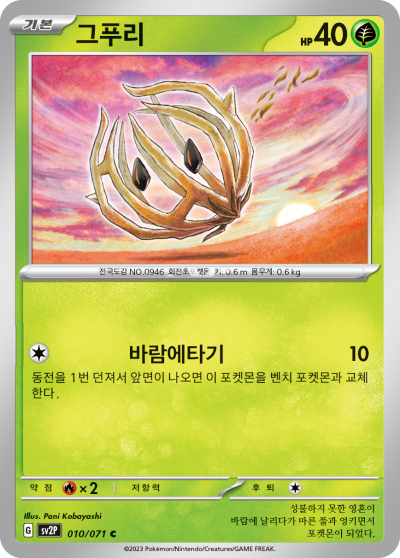 기본 그푸리 HP 40
전국도감 NO.0946 회전초포켓몬 키: 0.6 m 몸무게: 0.6 kg
바람에타기 10
동전을 1번 던져서 앞면이 나오면 이 포켓몬을 벤치 포켓몬과 교체
한다.
약점 ×2 저항력 후퇴
Illus. Pani Kobayashi
G sv2P 010/071 C
성불하지 못한 영혼이
바람에 날리다가 마른 풀과 엉키면서
포켓몬이 되었다.
©2023 Pokémon/Nintendo/Creatures/GAME FREAK.